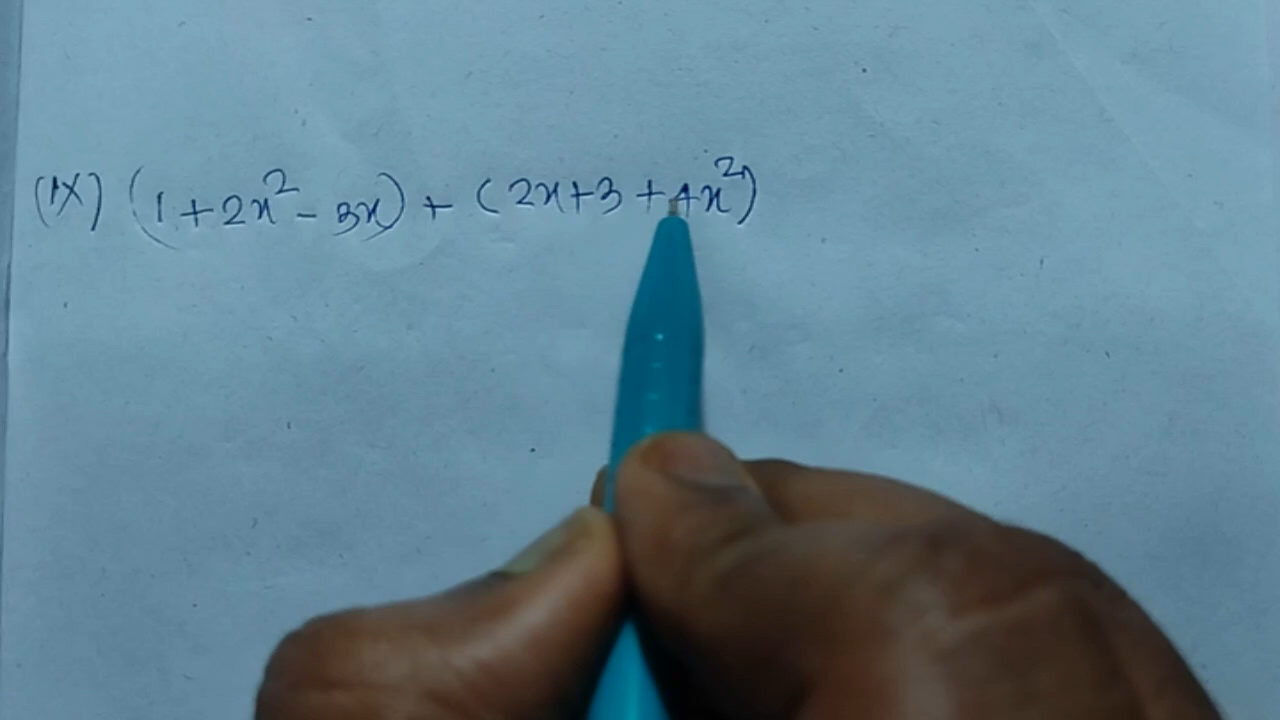 (IX) (1+2x²-3x) + (2x+3+4x²)